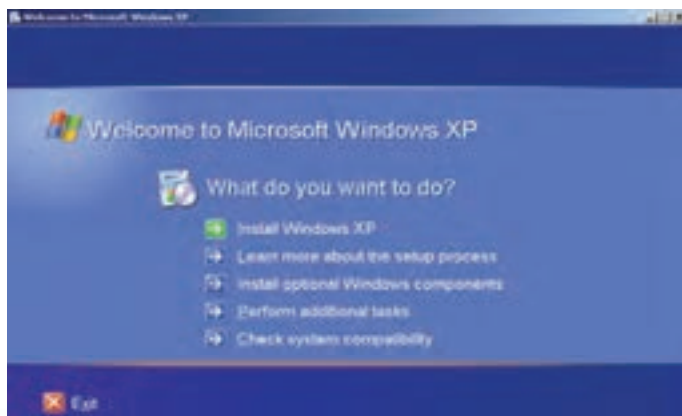 Welcome to Microsoft Windows XP
Welcome to Microsoft Windows XP
What do you want to do?
Install Windows XP
Learn more about the setup process
Install optional Windows components
Perform additional tasks
Check system compatibility
Exit